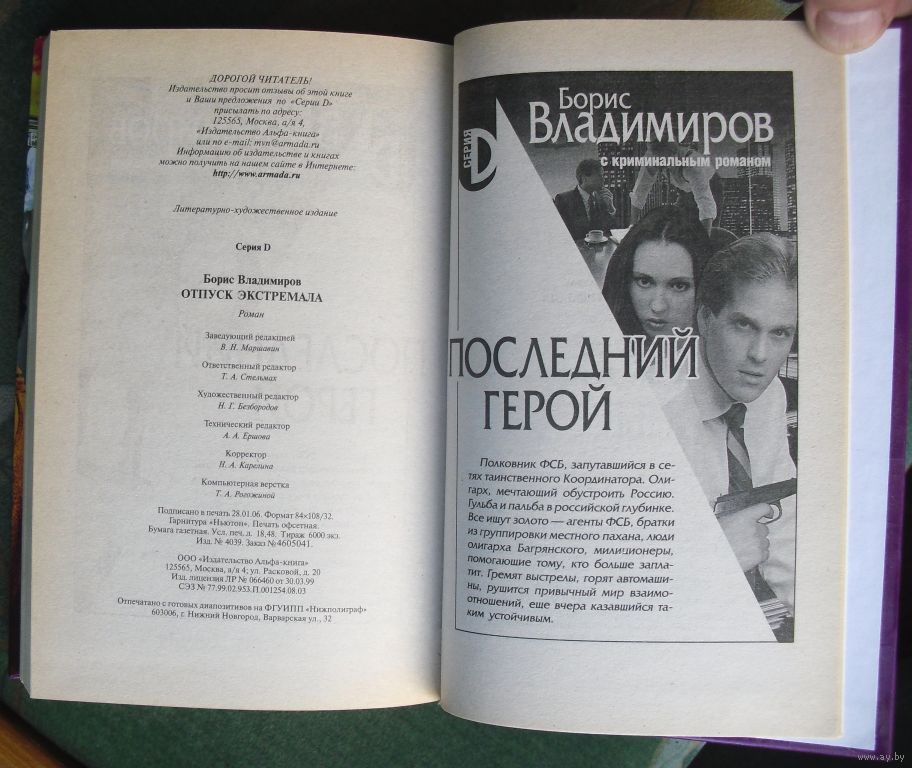 ДОРОГОЙ ЧИТАТЕЛЬ!
Издательство просит отзывы об этой книге
и Ваши предложения по «Серии D»
присылать по адресу:
125565, Москва, а/я 4,
«Издательство Альфа-книга»
или по e-mail: mvn@armada.ru
Информацию об издательстве и книгах
можно получить на нашем сайте в Интернете:
http://www.armada.ru
Литературно-художественное издание
Серия D
Борис Владимиров
ОТПУСК ЭКСТРЕМАЛА
Роман
Заведующий редакцией
В. Н. Маршавин
Ответственный редактор
Т. А. Стельмах
Художественный редактор
Н. Г. Безбородов
Технический редактор
А. А. Ершова
Корректор
Н. А. Карелина
Компьютерная верстка
Т. А. Рогожиной
Подписано в печать 28.01.06. Формат 84×108/32.
Гарнитура «Ньютон». Печать офсетная.
Бумага газетная. Усл. печ. л. 18,48. Тираж 6000 экз.
Изд. № 4039. Заказ №4605041.
ООО «Издательство Альфа-книга»
125565, Москва, а/я 4; ул. Расковой, д. 20
Изд. лицензия ЛР № 066460 от 30.03.99
СЭЗ № 77.99.02.953.П.001254.08.03
Отпечатано с готовых диапозитивов на ФГУИПП «Нижполиграф»
603006, г. Нижний Новгород, Варварская ул., 32
СЕРИЯ D
Борис
Владимиров
с криминальным романом
ПОСЛЕДНИЙ
ГЕРОЙ
Полковник ФСБ, запутавшийся в се-
тях таинственного Координатора. Оли-
гарх, мечтающий обустроить Россию.
Гульба и пальба в российской глубинке.
Все ищут золото — агенты ФСБ, братки
из группировки местного пахана, люди
олигарха Багрянского, милиционеры,
помогающие тому, кто больше запла-
тит. Гремят выстрелы, горят автомаши-
ны, рушится привычный мир взаимо-
отношений, еще вчера казавшийся та-
ким устойчивым.
www.ay.by